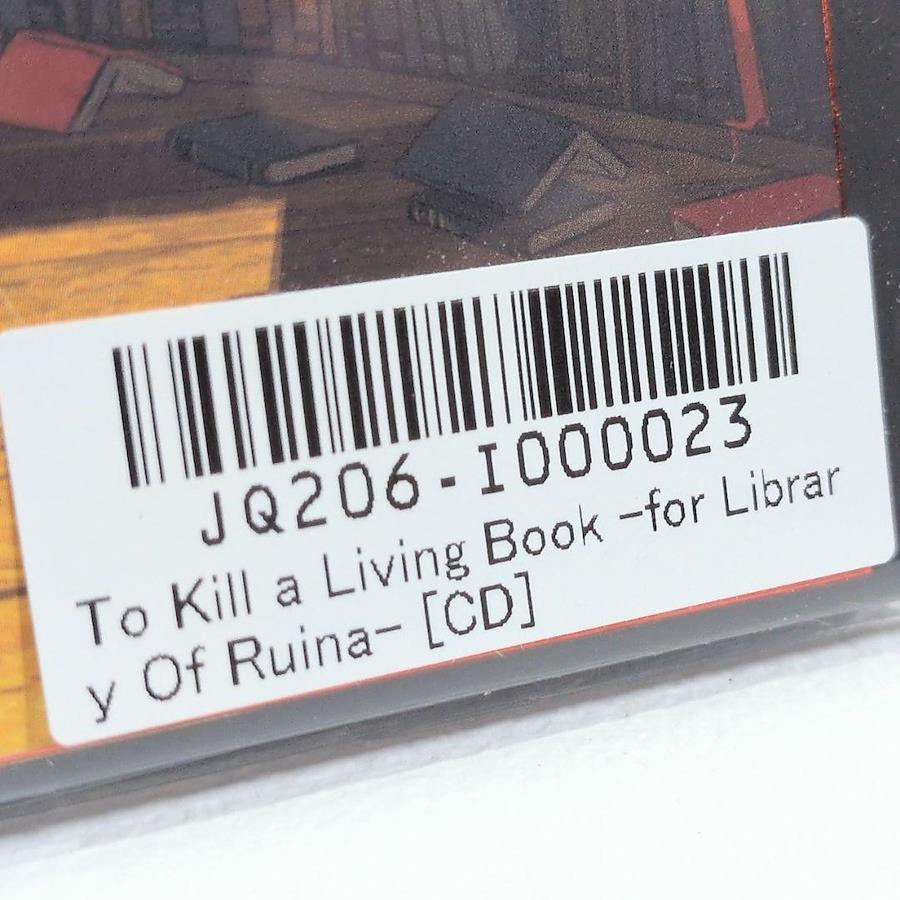 JQ206-I000023
To Kill a Living Book -for Librar
y Of Ruina- [CD]